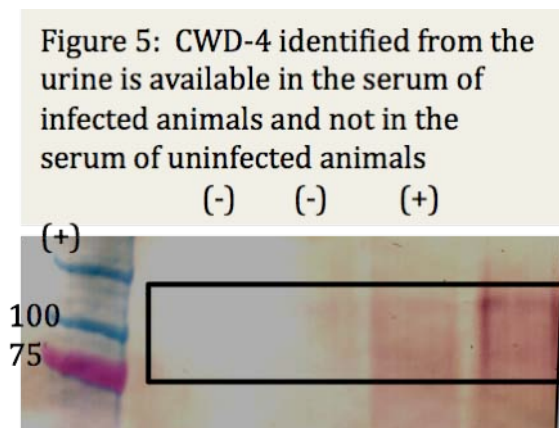 Figure 5: CWD-4 identified from the
urine is available in the serum of
infected animals and not in the
serum of uninfected animals
(-) (-) (+)
(+)
100
75